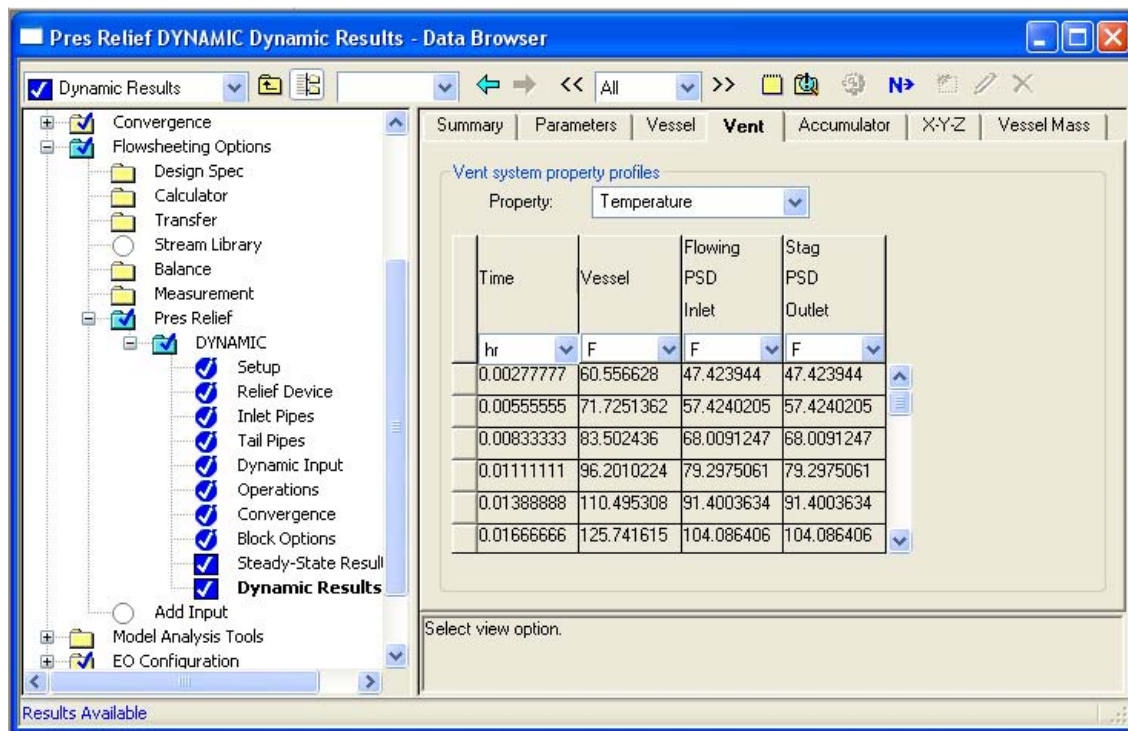 Pres Relief DYNAMIC Dynamic Results - Data Browser
Dynamic Results
<< All >> N>
Convergence
Flowsheeting Options
Design Spec
Calculator
Transfer
Stream Library
Balance
Measurement
Pres Relief
DYNAMIC
Setup
Relief Device
Inlet Pipes
Tail Pipes
Dynamic Input
Operations
Convergence
Block Options
Steady-State Resul
Dynamic Results
Add Input
Model Analysis Tools
EO Configuration
Summary Parameters Vessel Vent Accumulator X-Y-Z Vessel Mass
Vent system property profiles
Property: Temperature
Time Vessel Flowing PSD Inlet Stag PSD Outlet
hr F F F
0.00277777 60.556628 47.423944 47.423944
0.00555555 71.7251362 57.4240205 57.4240205
0.00833333 83.502436 68.0091247 68.0091247
0.01111111 96.2010224 79.2975061 79.2975061
0.01388888 110.495308 91.4003634 91.4003634
0.01666666 125.741615 104.086406 104.086406
Select view option.
Results Available